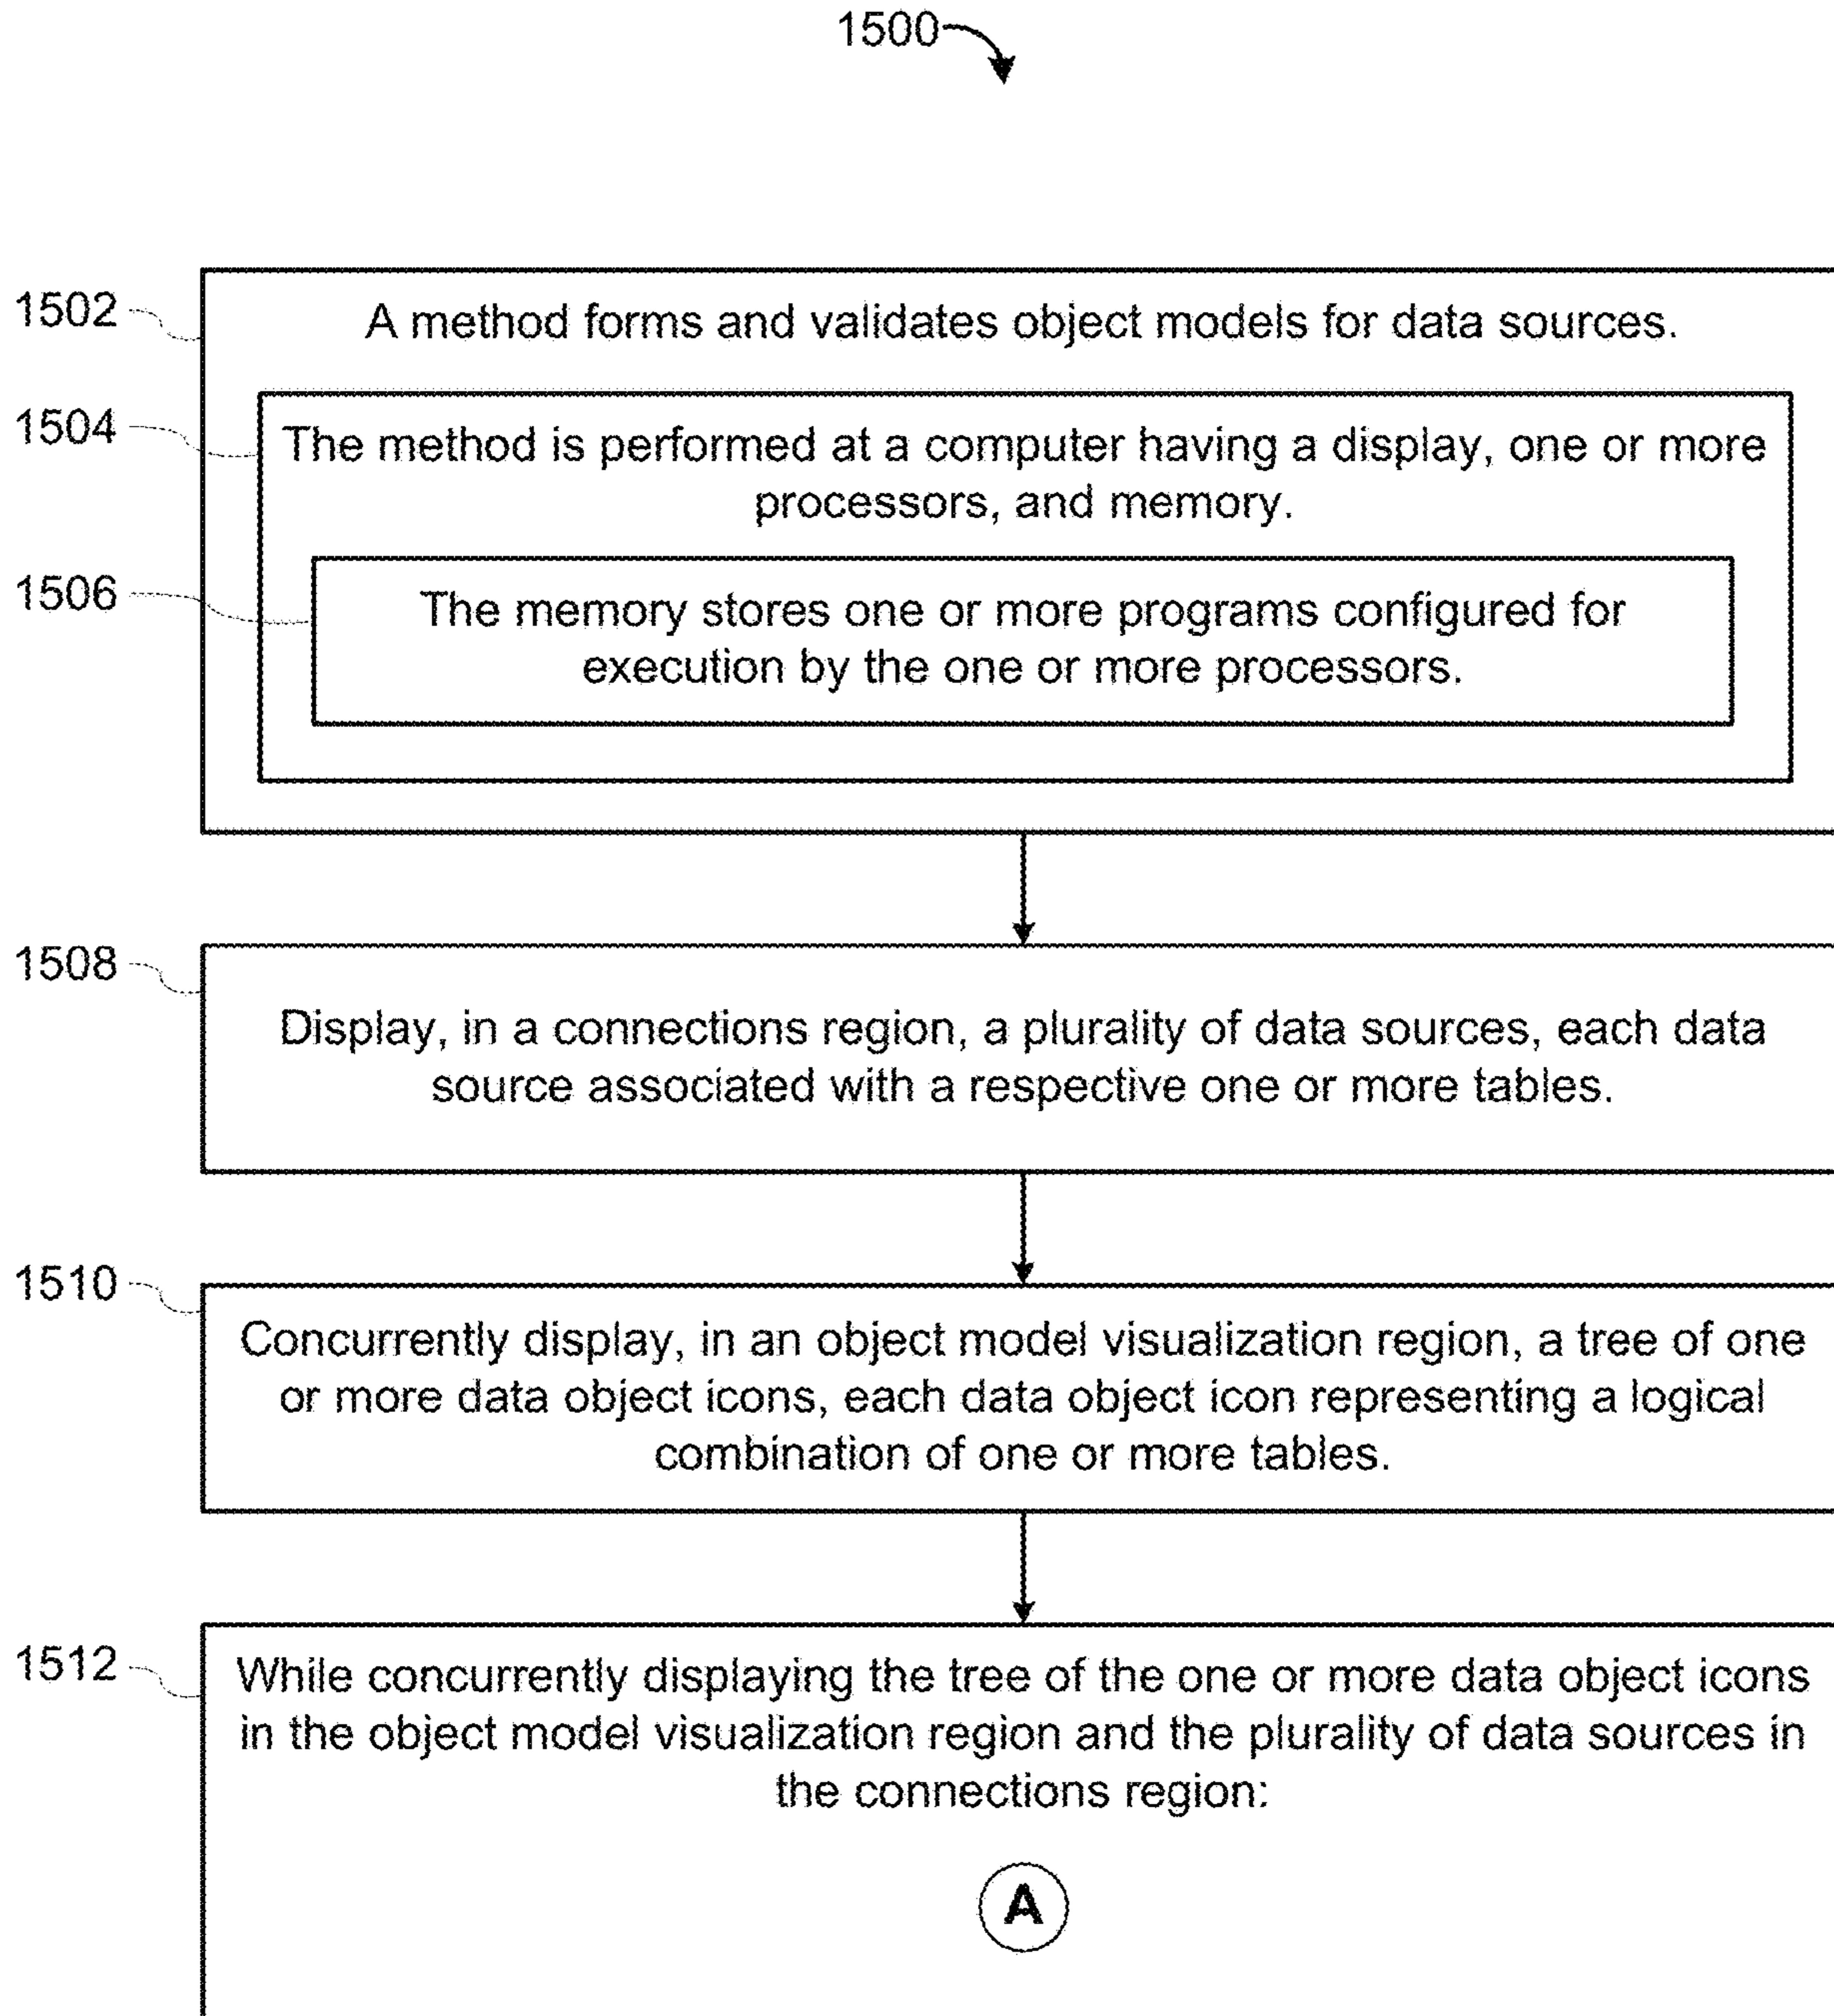 1500
1502
A method forms and validates object models for data sources.
1504
The method is performed at a computer having a display, one or more
processors, and memory.
1506
The memory stores one or more programs configured for
execution by the one or more processors.
1508
Display, in a connections region, a plurality of data sources, each data
source associated with a respective one or more tables.
1510
Concurrently display, in an object model visualization region, a tree of one
or more data object icons, each data object icon representing a logical
combination of one or more tables.
1512
While concurrently displaying the tree of the one or more data object icons
in the object model visualization region and the plurality of data sources in
the connections region:
A